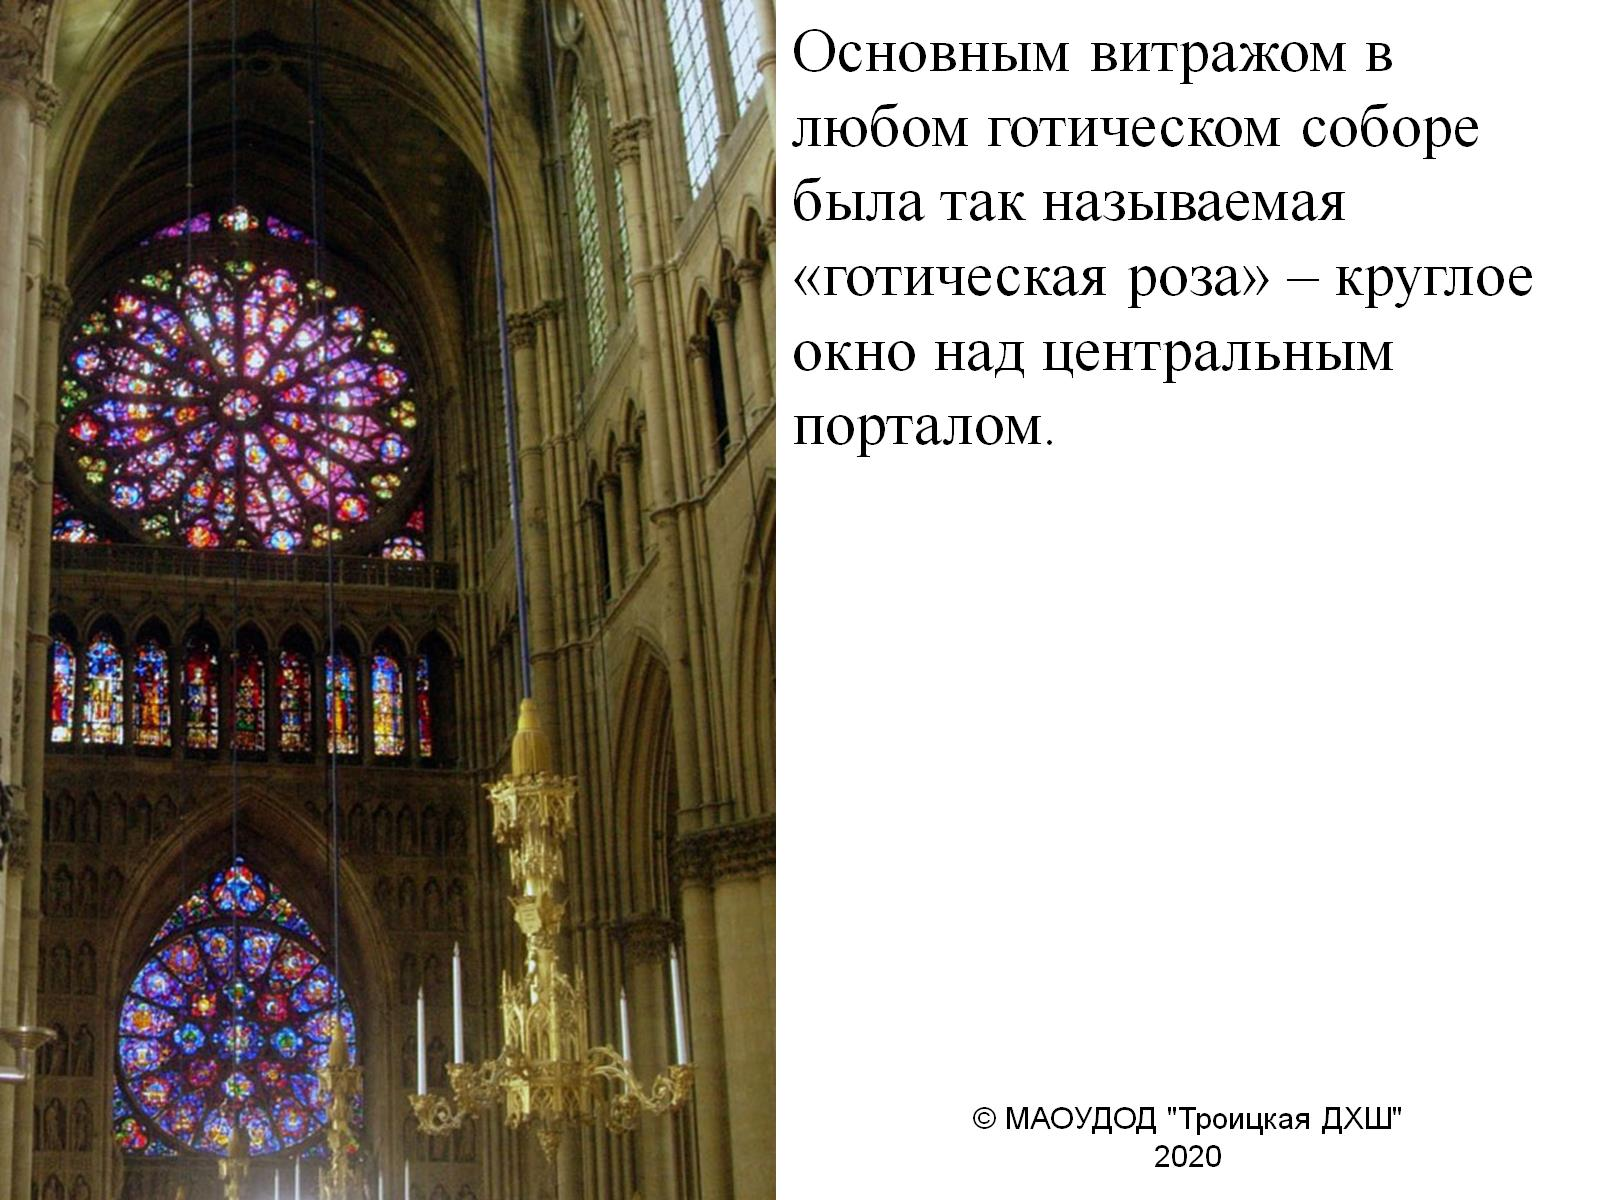 Основным витражом в
любом готическом соборе
была так называемая
«готическая роза» – круглое
окно над центральным
порталом.
© МАОУДОД "Троицкая ДХШ"
2020